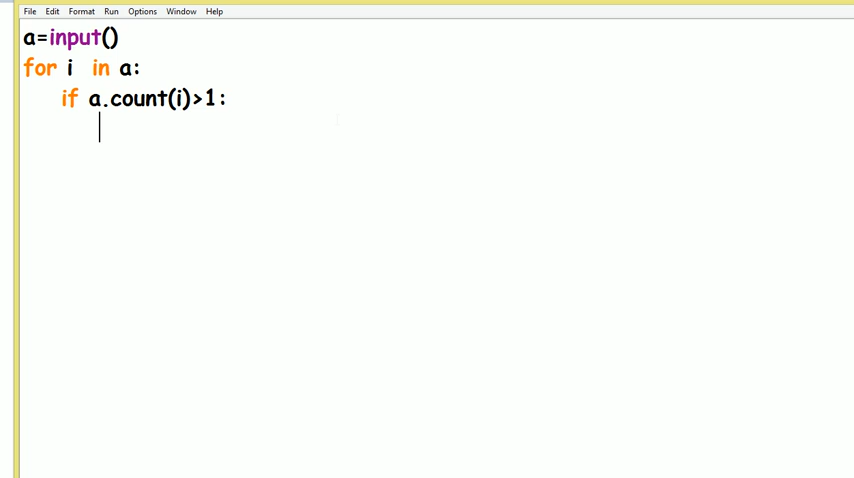 File Edit Format Run Options Window Help
a=input()
for i  in a:
    if a.count(i)>1: